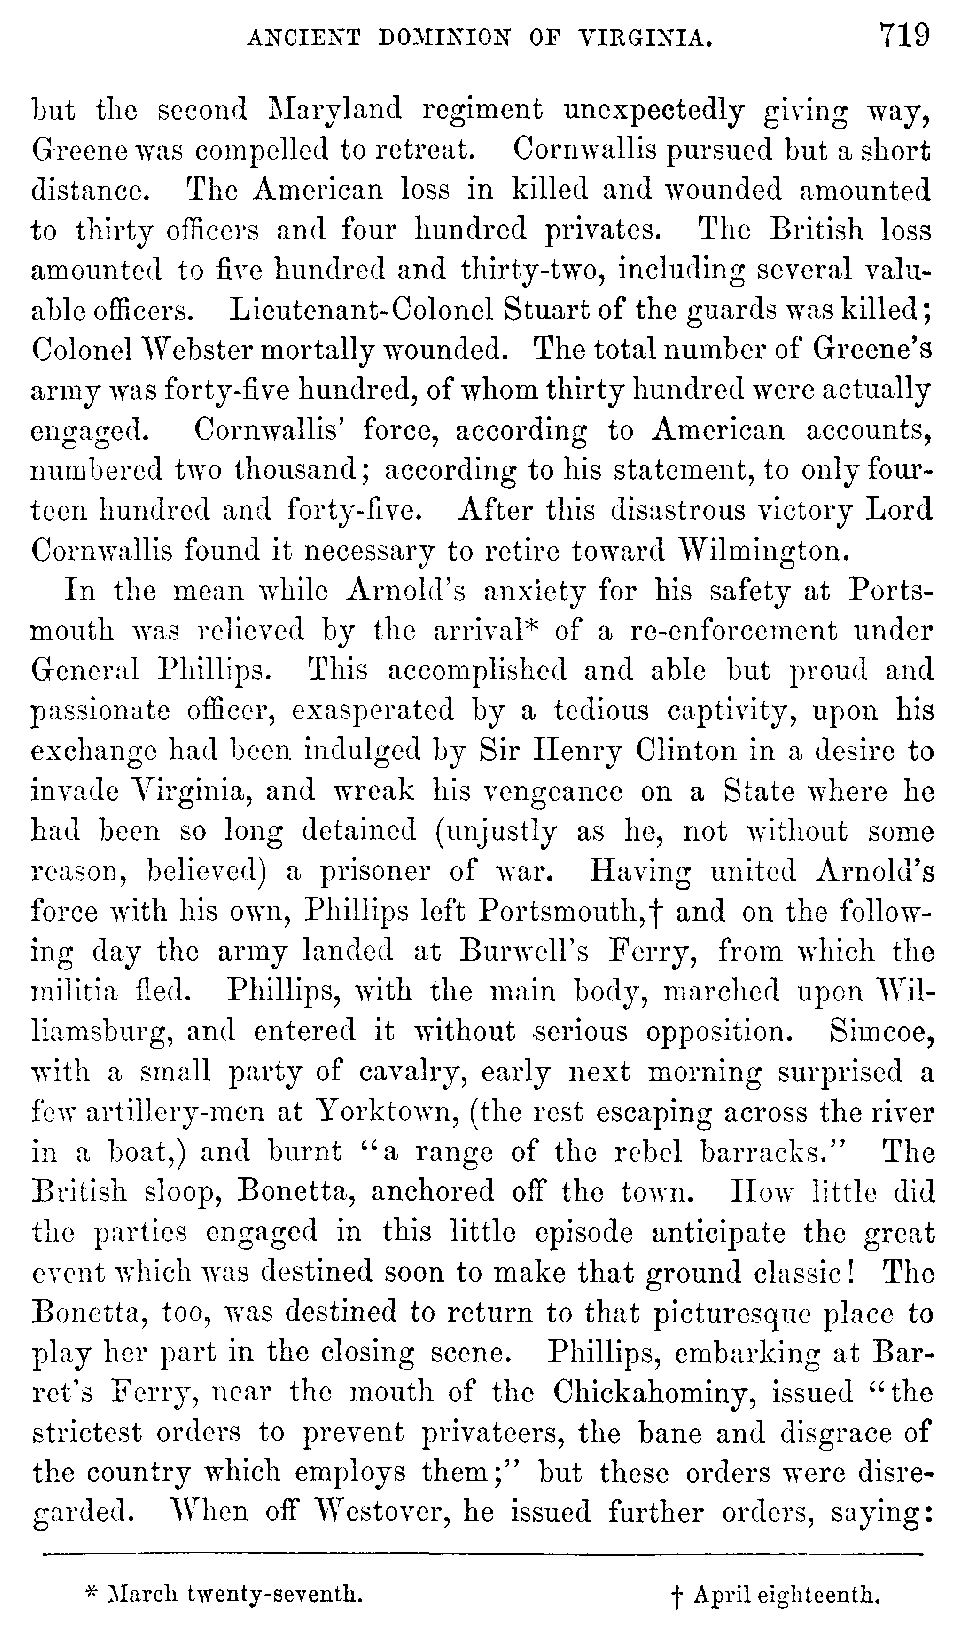 ANCIENT DOMINION OF VIRGINIA. 719
but the second Maryland regiment unexpectedly giving way,
Greene was compelled to retreat. Cornwallis pursued but a short
distance. The American loss in killed and wounded amounted
to thirty officers and four hundred privates. The British loss
amounted to five hundred and thirty-two, including several valu-
able officers. Lieutenant-Colonel Stuart of the guards was killed;
Colonel Webster mortally wounded. The total number of Greene's
army was forty-five hundred, of whom thirty hundred were actually
engaged. Cornwallis' force, according to American accounts,
numbered two thousand; according to his statement, to only four-
teen hundred and forty-five. After this disastrous victory Lord
Cornwallis found it necessary to retire toward Wilmington.
In the mean while Arnold's anxiety for his safety at Ports-
mouth was relieved by the arrival* of a re-enforcement under
General Phillips. This accomplished and able but proud and
passionate officer, exasperated by a tedious captivity, upon his
exchange had been indulged by Sir Henry Clinton in a desire to
invade Virginia, and wreak his vengeance on a State where he
had been so long detained (unjustly as he, not without some
reason, believed) a prisoner of war. Having united Arnold's
force with his own, Phillips left Portsmouth,† and on the follow-
ing day the army landed at Burwell's Ferry, from which the
militia fled. Phillips, with the main body, marched upon Wil-
liamsburg, and entered it without serious opposition. Simcoe,
with a small party of cavalry, early next morning surprised a
few artillery-men at Yorktown, (the rest escaping across the river
in a boat,) and burnt "a range of the rebel barracks." The
British sloop, Bonetta, anchored off the town. How little did
the parties engaged in this little episode anticipate the great
event which was destined soon to make that ground classic! The
Bonetta, too, was destined to return to that picturesque place to
play her part in the closing scene. Phillips, embarking at Bar-
ret's Ferry, near the mouth of the Chickahominy, issued "the
strictest orders to prevent privateers, the bane and disgrace of
the country which employs them;" but these orders were disre-
garded. When off Westover, he issued further orders, saying:
* March twenty-seventh. † April eighteenth.